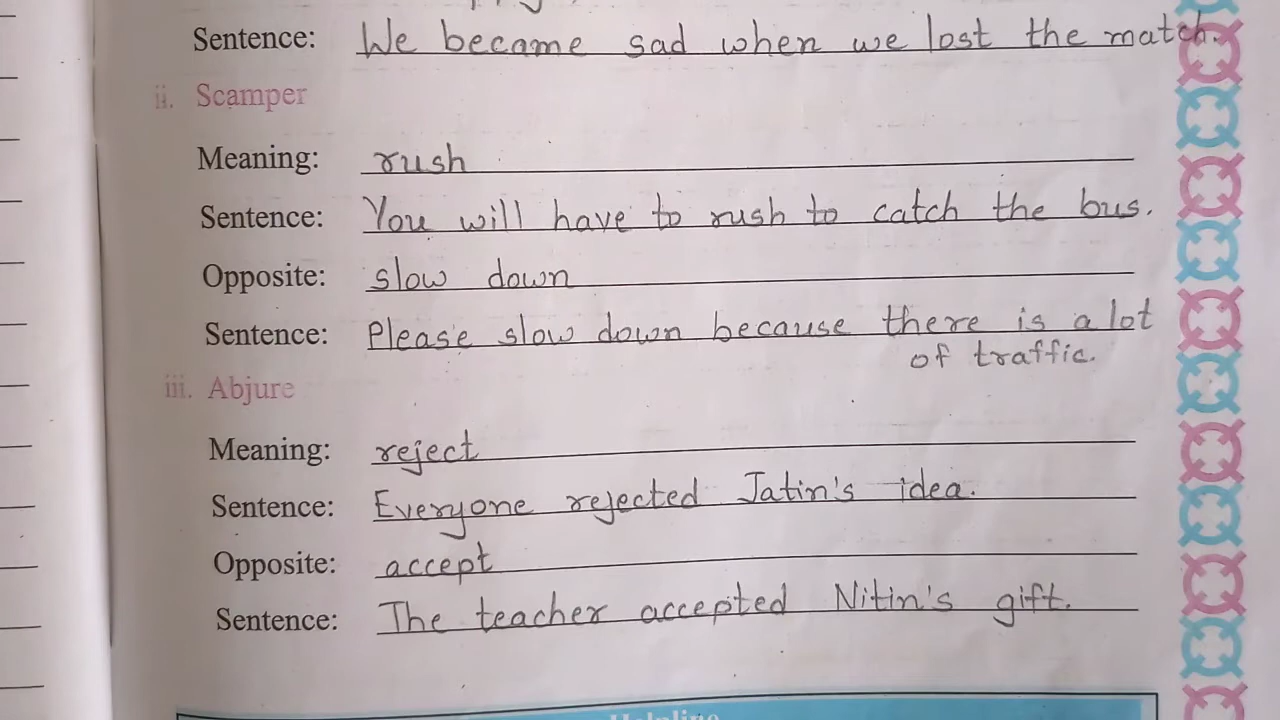 Sentence: We became sad when we lost the match.
ii. Scamper
Meaning: rush
Sentence: You will have to rush to catch the bus.
Opposite: slow down
Sentence: Please slow down because there is a lot
of traffic.
iii. Abjure
Meaning: reject
Sentence: Everyone rejected Jatin's idea.
Opposite: accept
Sentence: The teacher accepted Nitin's gift.